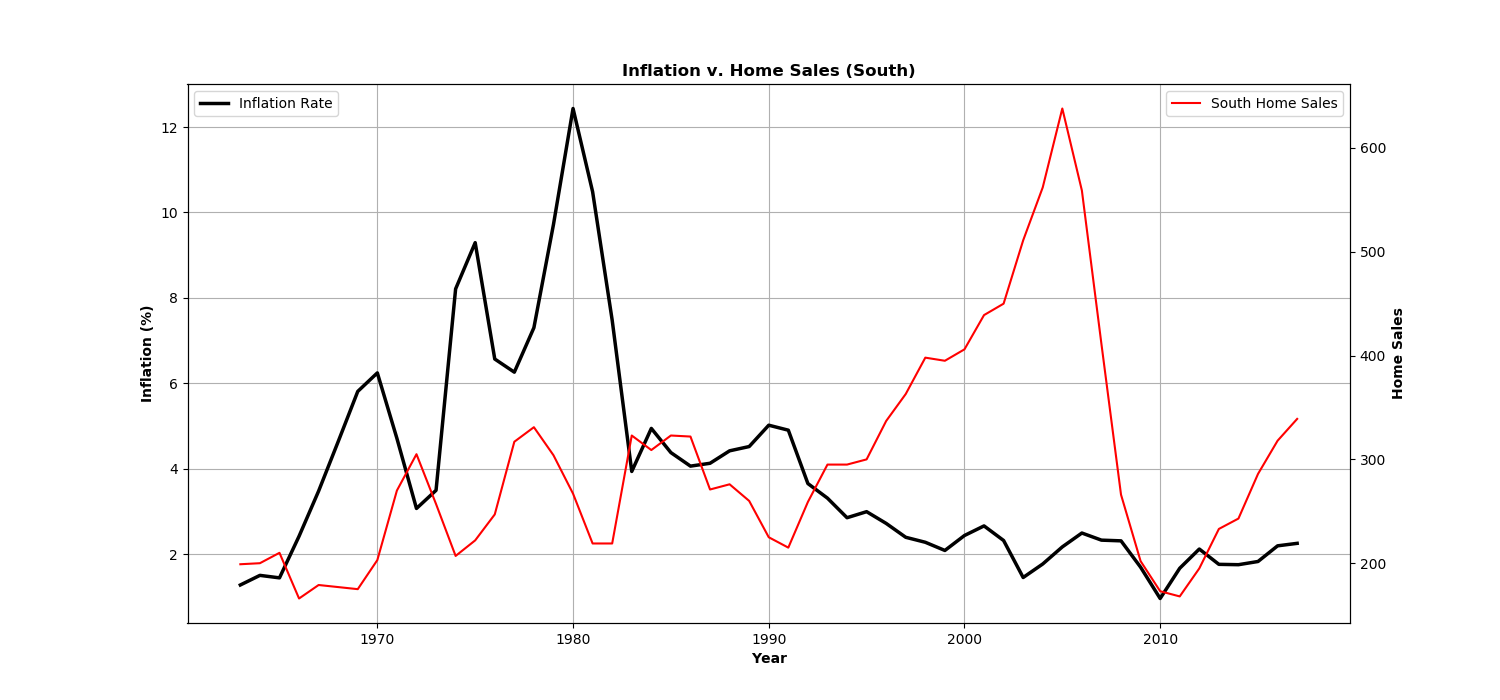 Inflation v. Home Sales (South)
Inflation Rate
South Home Sales
12
10
8
6
4
2
Inflation (%)
600
500
400
300
200
Home Sales
1970
1980
1990
2000
2010
Year